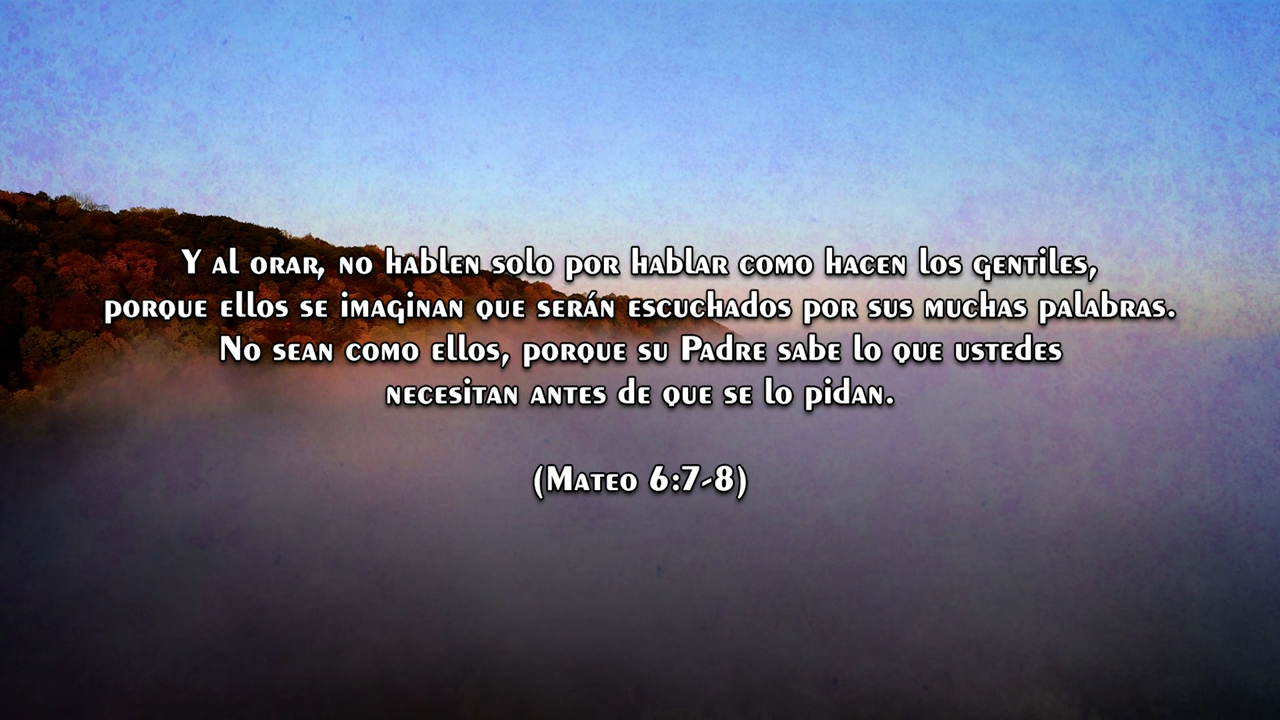 Y al orar, no hablen solo por hablar como hacen los gentiles,
porque ellos se imaginan que serán escuchados por sus muchas palabras.
No sean como ellos, porque su Padre sabe lo que ustedes
necesitan antes de que se lo pidan.
(Mateo 6:7-8)